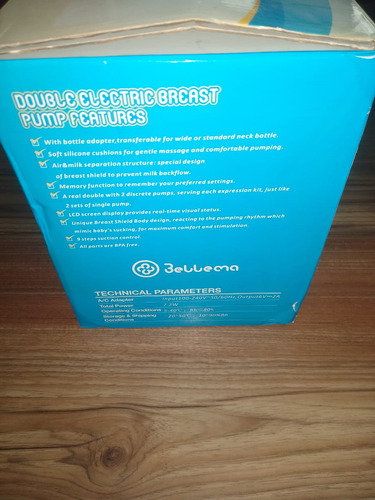 DOUBLE ELECTRIC BREAST
PUMP FEATURES
With bottle adapter, transferable for wide or standard neck bottle.
Soft silicone cushions for gentle massage and comfortable pumping.
Air&milk separation structure: special design
of breast shield to prevent milk backflow.
Memory function to remember your preferred settings.
A real double with 2 discrete pumps, serving each expression kit, just like
2 sets of single pump.
LCD screen display provides real-time visual status.
Unique Breast Shield Body design, reacting to the pumping rhythm which
mimic baby's sucking, for maximum comfort and stimulation
9 steps suction control.
All parts are BPA free.
Bellema
TECHNICAL PARAMETERS
A/C Adapter
Total Power 7.2W
Operating Conditions
Storage & Shipping
Conditions